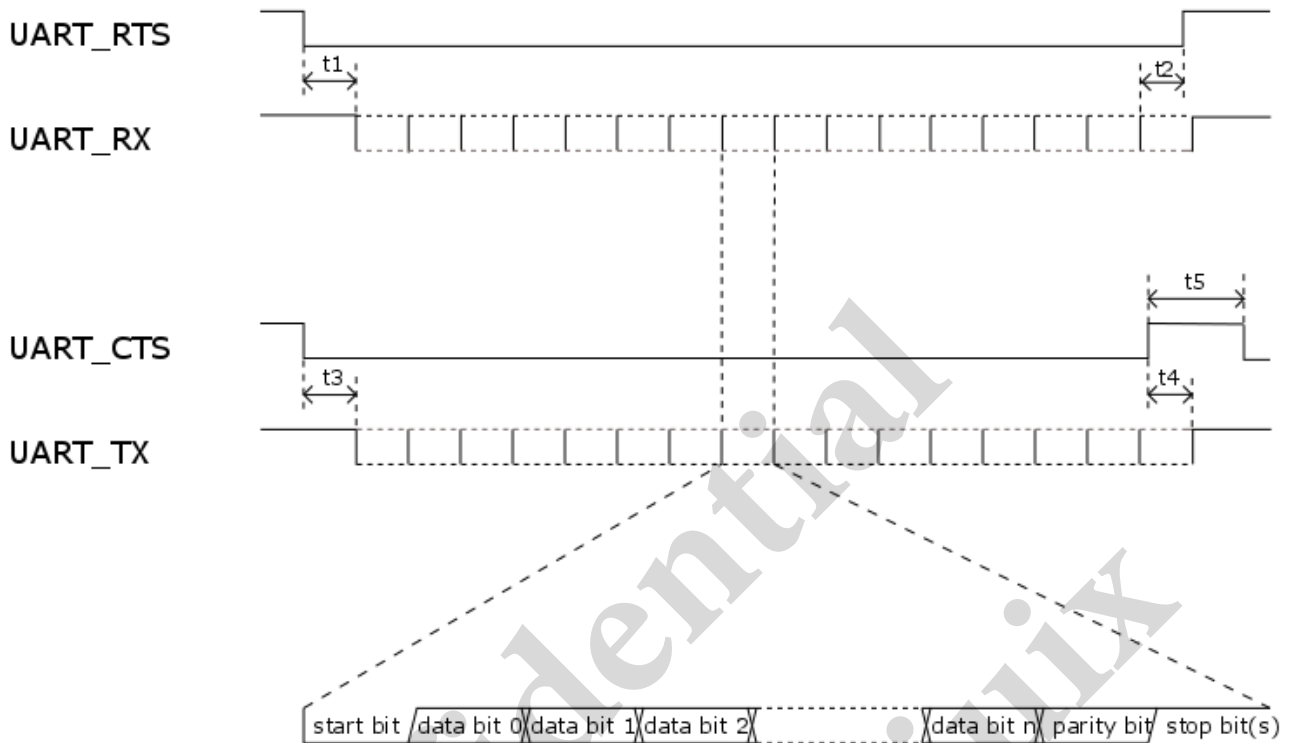 UART_RTS
t1
t2
UART_RX
t5
UART_CTS
t3
t4
UART_TX
start bit data bit 0 data bit 1 data bit 2 data bit n parity bit stop bit(s)